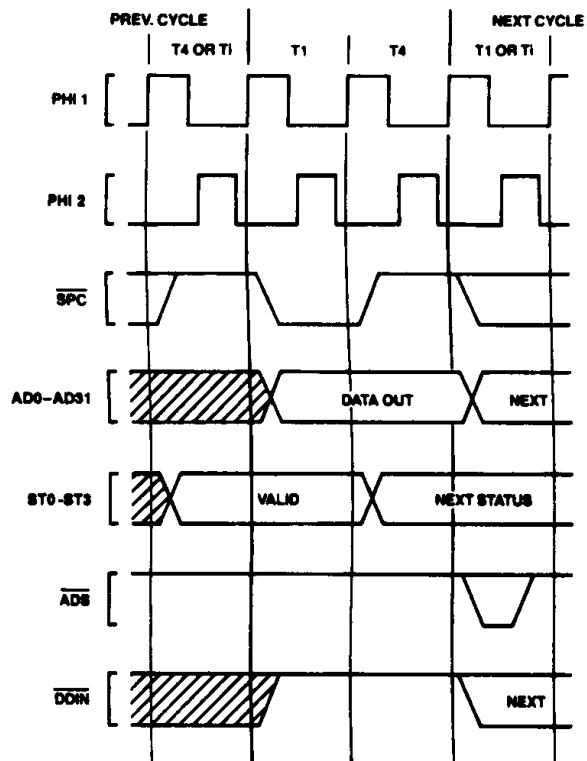 PREV. CYCLE NEXT CYCLE
T4 OR Ti T1 T4 T1 OR Ti
PHI 1
PHI 2
SPC
AD0-AD31 DATA OUT NEXT
ST0-ST3 VALID NEXT STATUS
ADS
DDIN NEXT